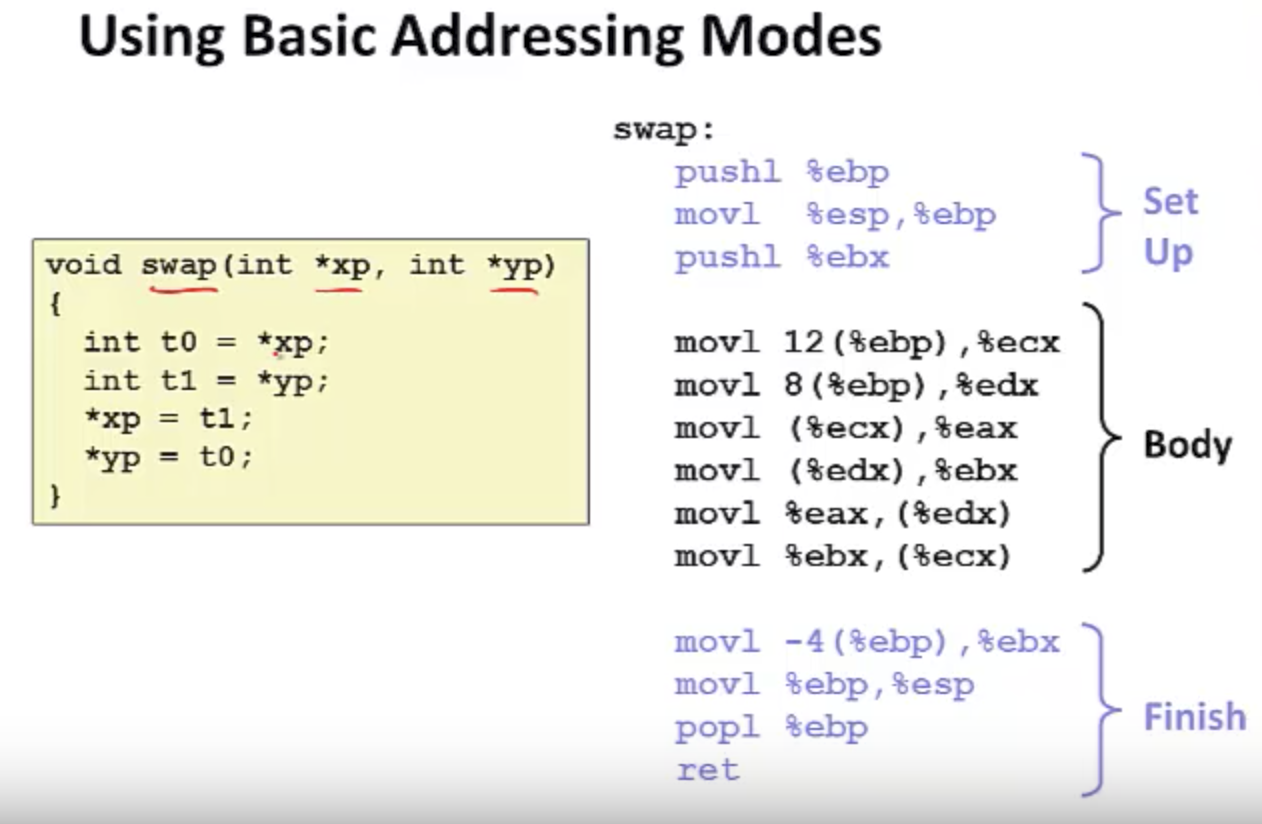 Using Basic Addressing Modes
void swap(int *xp, int *yp)
{
int t0 = *xp;
int t1 = *yp;
*xp = t1;
*yp = t0;
}
swap:
pushl %ebp
movl %esp,%ebp
pushl %ebx
Set
Up
movl 12(%ebp),%ecx
movl 8(%ebp),%edx
movl (%ecx),%eax
movl (%edx),%ebx
movl %eax,(%edx)
movl %ebx,(%ecx)
Body
movl -4(%ebp),%ebx
movl %ebp,%esp
popl %ebp
ret
Finish